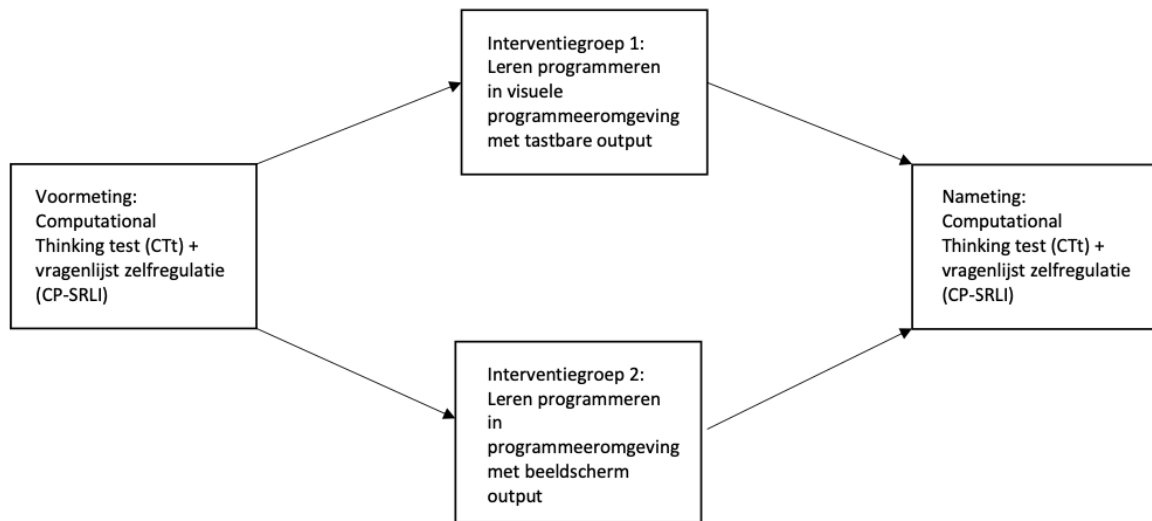 Voormeting:
Computational
Thinking test (CTt) +
vragenlijst zelfregulatie
(CP-SRLI)
Interventiegroep 1:
Leren programmeren
in visuele
programmeeromgeving
met tastbare output
Interventiegroep 2:
Leren programmeren
in
programmeeromgeving
met beeldscherm
output
Nameting:
Computational
Thinking test (CTt) +
vragenlijst zelfregulatie
(CP-SRLI)